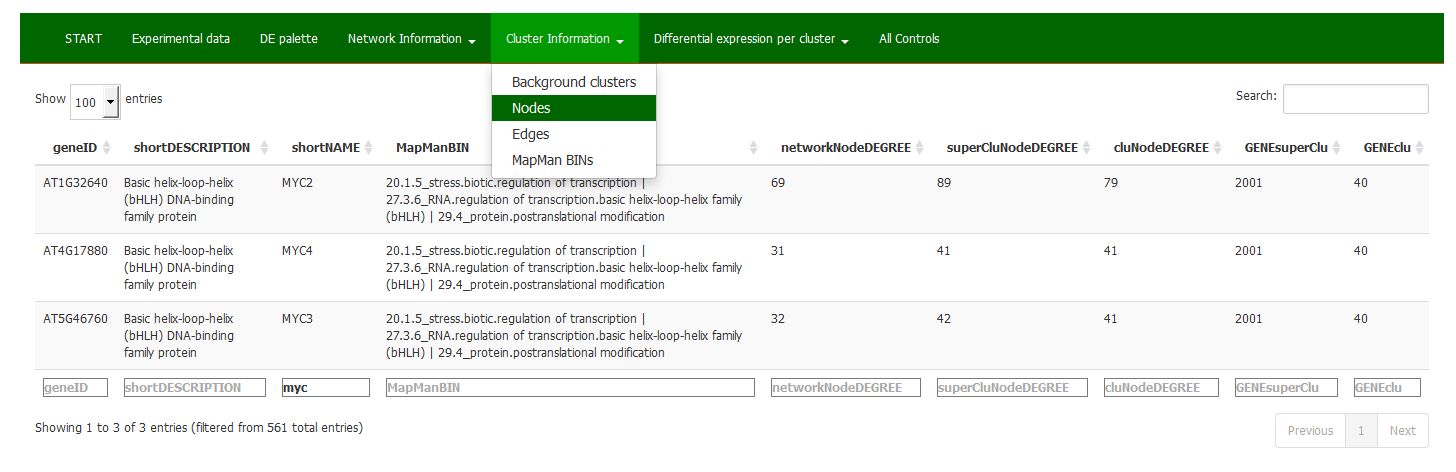 START Experimental data DE palette Network Information Cluster Information Differential expression per cluster All Controls
Background clusters
Nodes
Edges
MapMan BINs
Show 100 entries
Search:
geneID shortDESCRIPTION shortNAME MapManBIN networkNodeDEGREE superCluNodeDEGREE cluNodeDEGREE GENEsuperClu GENEclu
AT1G32640 Basic helix-loop-helix MYC2 20.1.5_stress.biotic.regulation of transcription | 69 89 79 2001 40
(bHLH) DNA-binding 27.3.6_RNA.regulation of transcription.basic helix-loop-helix family
family protein (bHLH) | 29.4_protein.postranslational modification
AT4G17880 Basic helix-loop-helix MYC4 20.1.5_stress.biotic.regulation of transcription | 31 41 41 2001 40
(bHLH) DNA-binding 27.3.6_RNA.regulation of transcription.basic helix-loop-helix family
family protein (bHLH) | 29.4_protein.postranslational modification
AT5G46760 Basic helix-loop-helix MYC3 20.1.5_stress.biotic.regulation of transcription | 32 42 41 2001 40
(bHLH) DNA-binding 27.3.6_RNA.regulation of transcription.basic helix-loop-helix family
family protein (bHLH) | 29.4_protein.postranslational modification
geneID shortDESCRIPTION myc MapManBIN networkNodeDEGREE superCluNodeDEGREE cluNodeDEGREE GENEsuperClu GENEclu
Showing 1 to 3 of 3 entries (filtered from 561 total entries)
Previous 1 Next